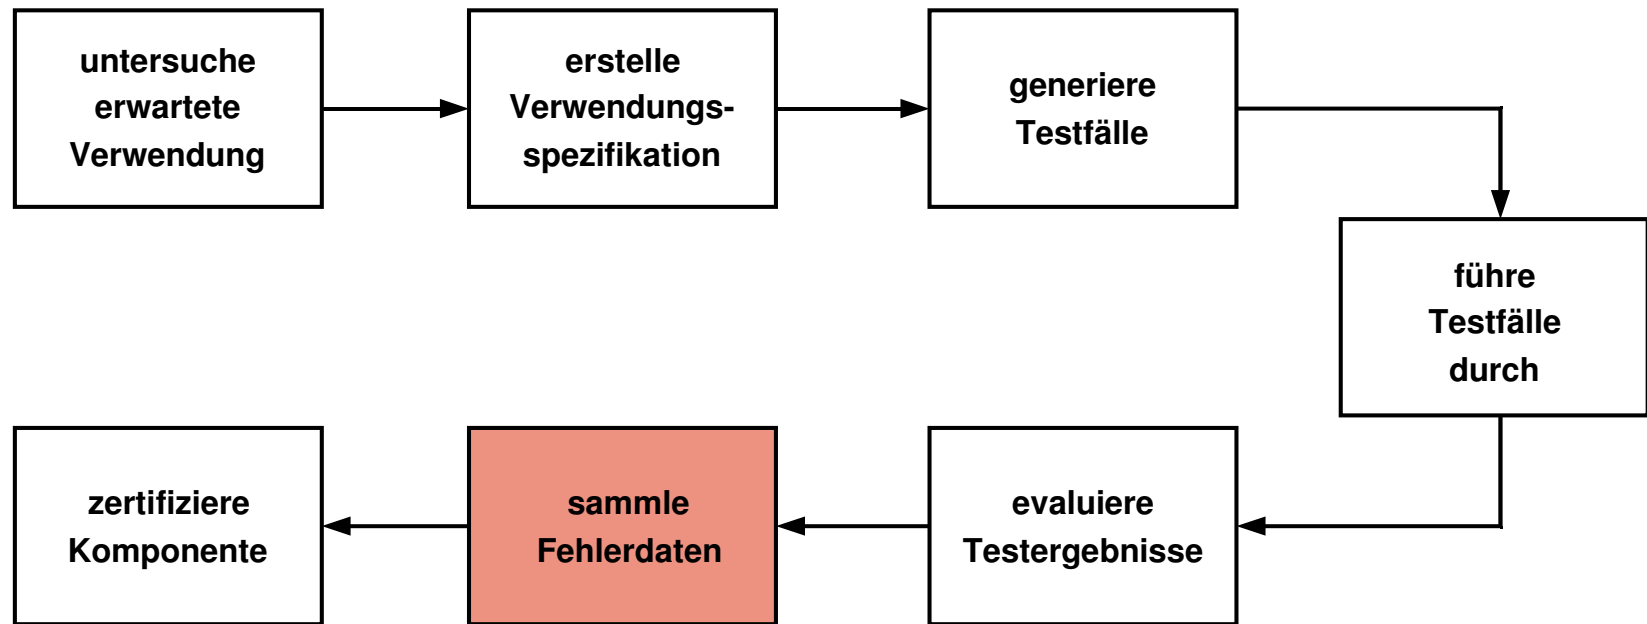 untersuche
erwartete
Verwendung
erstelle
Verwendungs-
spezifikation
generiere
Testfälle
führe
Testfälle
durch
evaluiere
Testergebnisse
sammle
Fehlerdaten
zertifiziere
Komponente